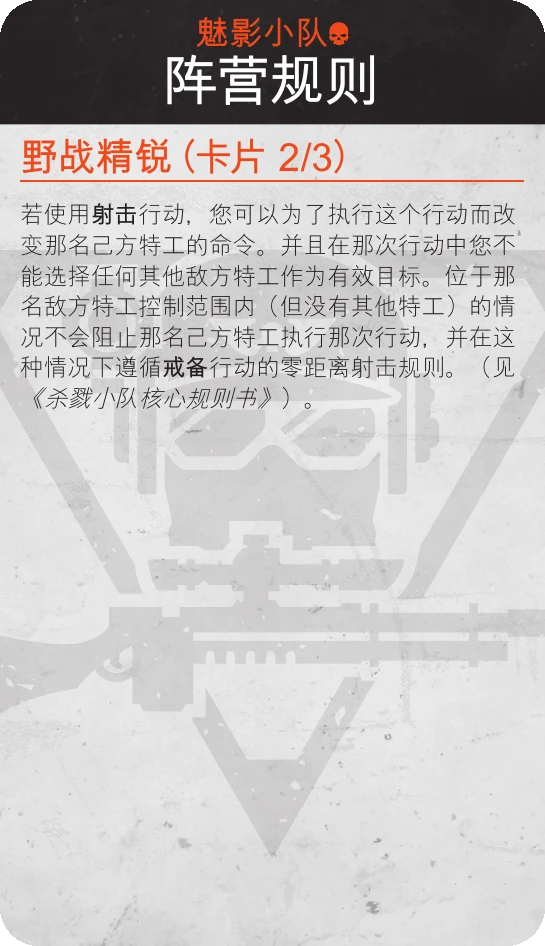 魅影小队
阵营规则
野战精锐 (卡片 2/3)
若使用射击行动，您可以为了执行这个行动而改
变那名己方特工的命令。并且在那次行动中您不
能选择任何其他敌方特工作为有效目标。位于那
名敌方特工控制范围内（但没有其他特工）的情
况不会阻止那名己方特工执行那次行动，并在这
种情况下遵循戒备行动的零距离射击规则。（见
《杀戮小队核心规则书》）。